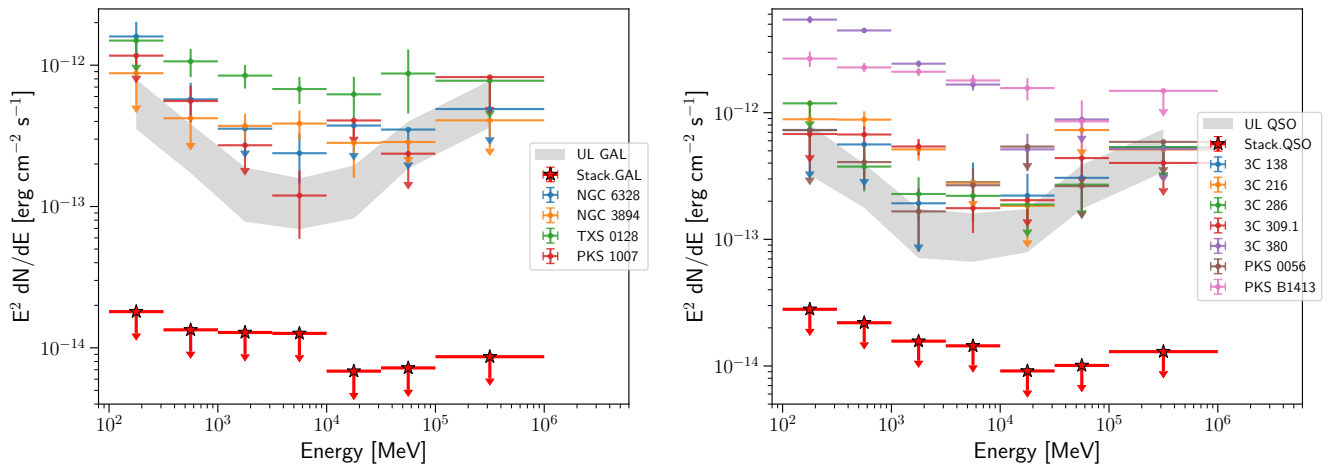 E² dN/dE [erg cm⁻² s⁻¹]
10⁻¹²
10⁻¹³
10⁻¹⁴
UL GAL
Stack.GAL
NGC 6328
NGC 3894
TXS 0128
PKS 1007
10² 10³ 10⁴ 10⁵ 10⁶
Energy [MeV]
E² dN/dE [erg cm⁻² s⁻¹]
10⁻¹²
10⁻¹³
10⁻¹⁴
UL QSO
Stack.QSO
3C 138
3C 216
3C 286
3C 309.1
3C 380
PKS 0056
PKS B1413
10² 10³ 10⁴ 10⁵ 10⁶
Energy [MeV]